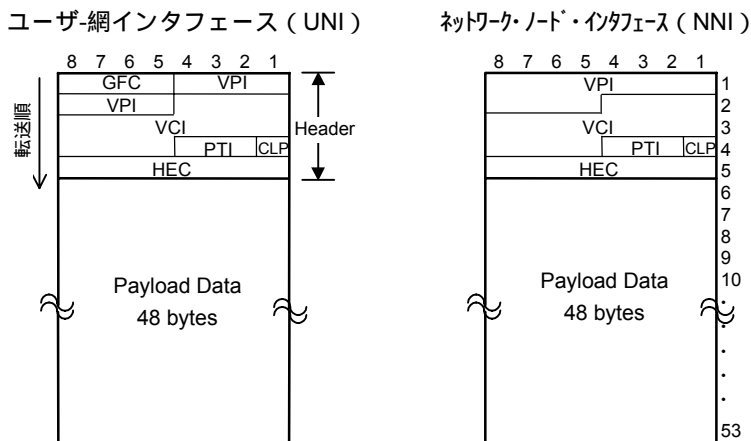 ユーザ-網インタフェース（UNI）
8 7 6 5 4 3 2 1
GFC VPI
VPI
VCI
PTI CLP
HEC
転送順
Header
Payload Data
48 bytes
ﾈｯﾄﾜｰｸ･ﾉｰﾄﾞ･ｲﾝﾀﾌｪｰｽ（NNI）
8 7 6 5 4 3 2 1
VPI
VCI
PTI CLP
HEC
Payload Data
48 bytes
1
2
3
4
5
6
7
8
9
10
.
.
.
.
.
53